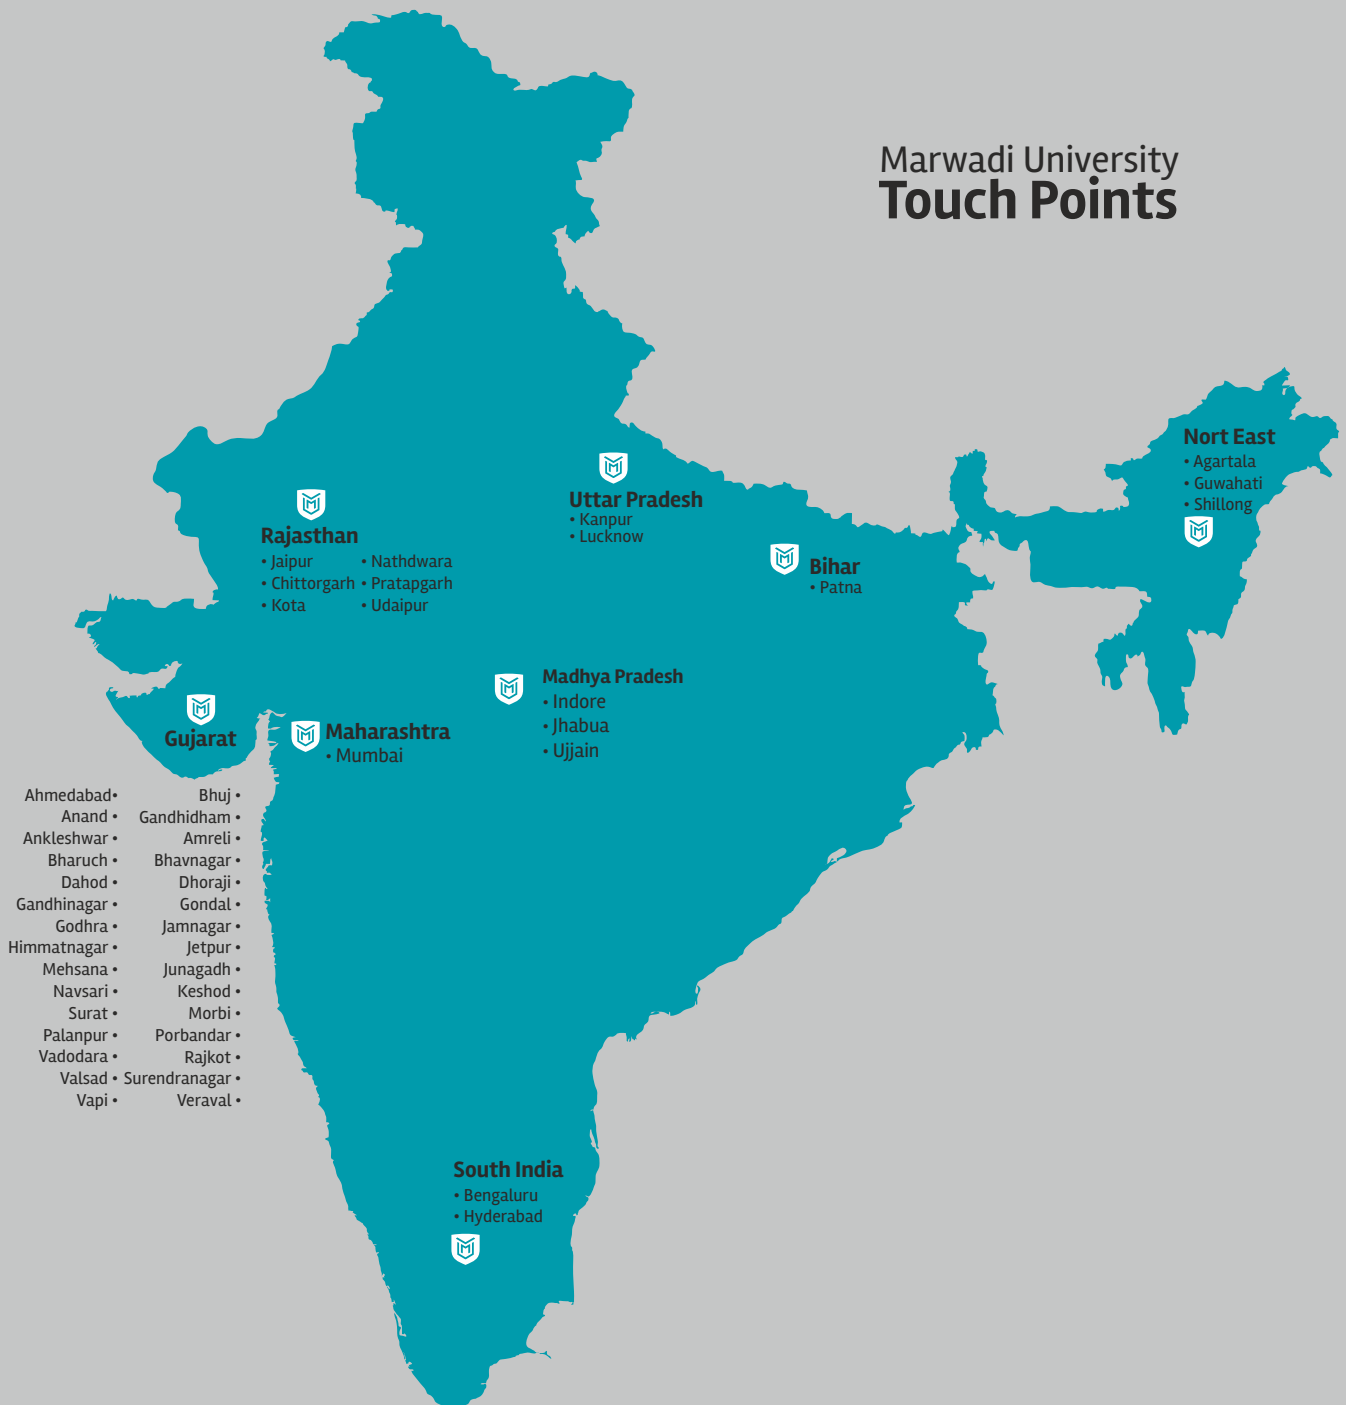 Marwadi University
Touch Points
Nort East
• Agartala
• Guwahati
• Shillong
Uttar Pradesh
• Kanpur
• Lucknow
Rajasthan
• Jaipur
• Chittorgarh
• Kota
• Nathdwara
• Pratapgarh
• Udaipur
Bihar
• Patna
Madhya Pradesh
• Indore
• Jhabua
• Ujjain
Maharashtra
• Mumbai
Gujarat
Ahmedabad•
Anand •
Ankleshwar •
Bharuch •
Dahod •
Gandhinagar •
Godhra •
Himmatnagar •
Mehsana •
Navsari •
Surat •
Palanpur •
Vadodara •
Valsad •
Vapi •
Bhuj •
Gandhidham •
Amreli •
Bhavnagar •
Dhoraji •
Gondal •
Jamnagar •
Jetpur •
Junagadh •
Keshod •
Morbi •
Porbandar •
Rajkot •
Surendranagar •
Veraval •
South India
• Bengaluru
• Hyderabad